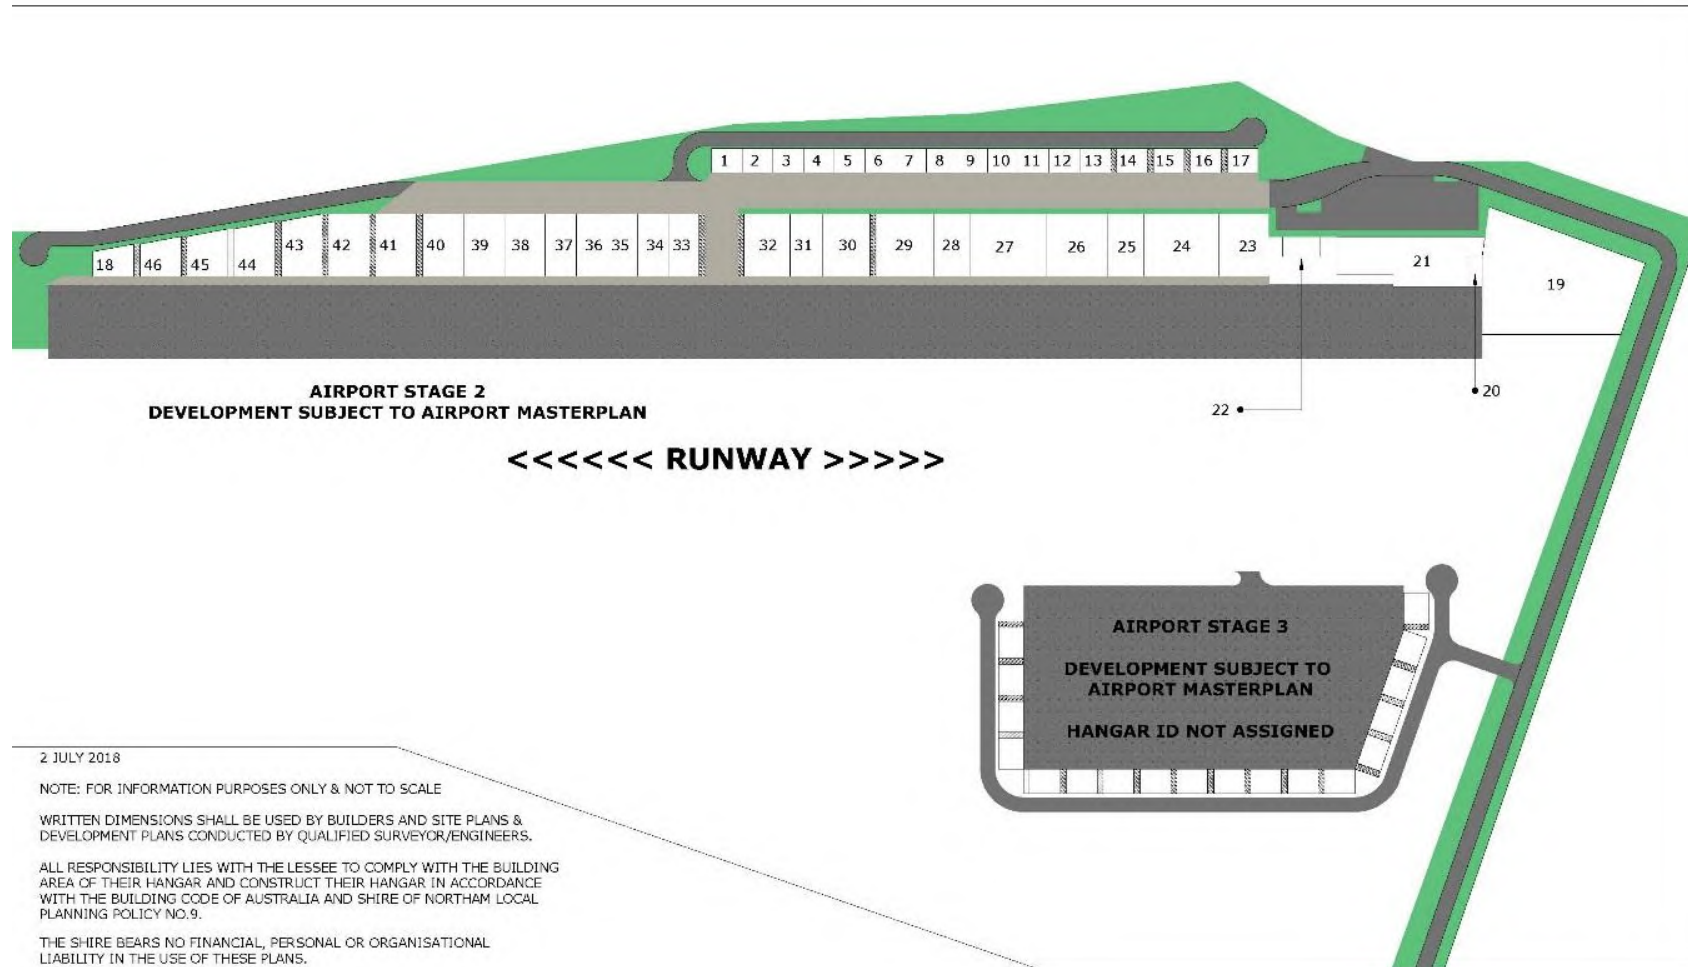 1 2 3 4 5 6 7 8 9 10 11 12 13 14 15 16 17
18 46 45 44 43 42 41 40 39 38 37 36 35 34 33 32 31 30 29 28 27 26 25 24 23 21 19
22
20
AIRPORT STAGE 2
DEVELOPMENT SUBJECT TO AIRPORT MASTERPLAN
<<<<<< RUNWAY >>>>>
AIRPORT STAGE 3
DEVELOPMENT SUBJECT TO
AIRPORT MASTERPLAN
HANGAR ID NOT ASSIGNED
2 JULY 2018
NOTE: FOR INFORMATION PURPOSES ONLY & NOT TO SCALE
WRITTEN DIMENSIONS SHALL BE USED BY BUILDERS AND SITE PLANS &
DEVELOPMENT PLANS CONDUCTED BY QUALIFIED SURVEYOR/ENGINEERS.
ALL RESPONSIBILITY LIES WITH THE LESSEE TO COMPLY WITH THE BUILDING
AREA OF THEIR HANGAR AND CONSTRUCT THEIR HANGAR IN ACCORDANCE
WITH THE BUILDING CODE OF AUSTRALIA AND SHIRE OF NORTHAM LOCAL
PLANNING POLICY NO.9.
THE SHIRE BEARS NO FINANCIAL, PERSONAL OR ORGANISATIONAL
LIABILITY IN THE USE OF THESE PLANS.